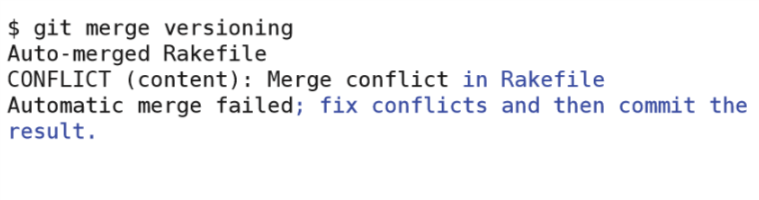 $ git merge versioning
Auto-merged Rakefile
CONFLICT (content): Merge conflict in Rakefile
Automatic merge failed; fix conflicts and then commit the
result.